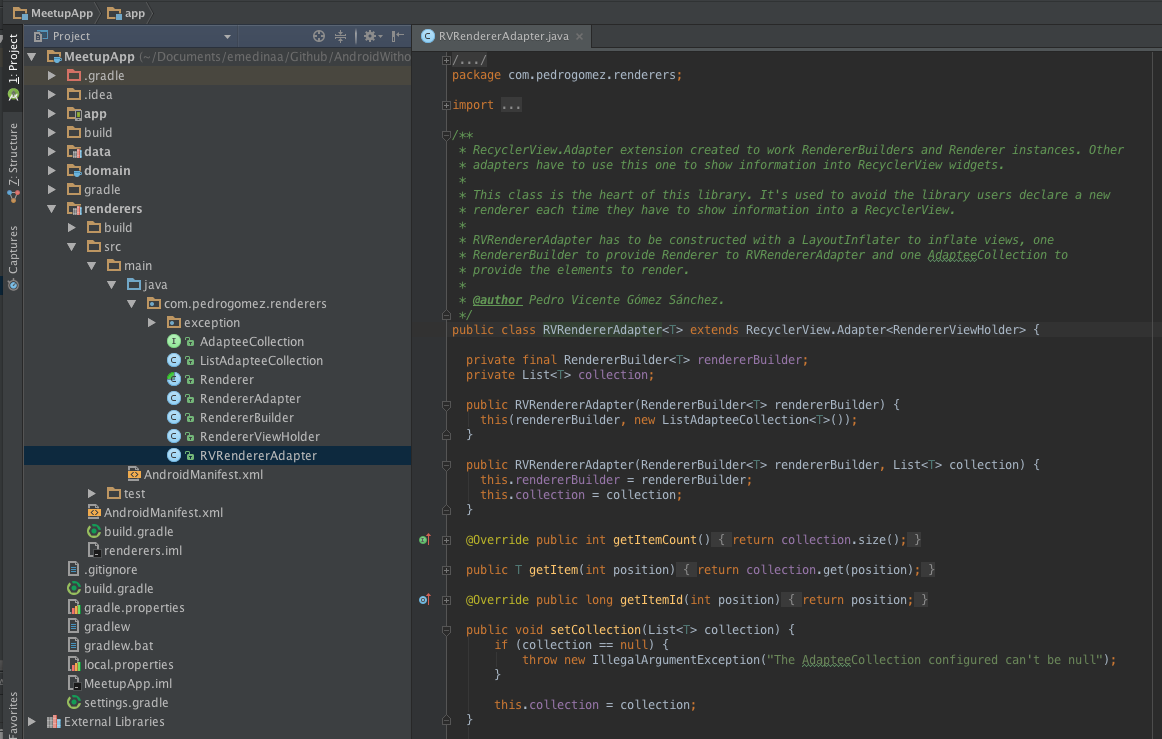 MeetupApp app
Project
RVRendererAdapter.java
1: Project
Z: Structure
Captures
Favorites
MeetupApp (~/Documents/emedinaa/Github/AndroidWitho
.gradle
.idea
app
build
data
domain
gradle
renderers
build
src
main
java
com.pedrogomez.renderers
exception
AdapteeCollection
ListAdapteeCollection
Renderer
RendererAdapter
RendererBuilder
RendererViewHolder
RVRendererAdapter
AndroidManifest.xml
test
AndroidManifest.xml
build.gradle
renderers.iml
.gitignore
build.gradle
gradle.properties
gradlew
gradlew.bat
local.properties
MeetupApp.iml
settings.gradle
External Libraries
/.../
package com.pedrogomez.renderers;
import ...
/**
* RecyclerView.Adapter extension created to work RendererBuilders and Renderer instances. Other
* adapters have to use this one to show information into RecyclerView widgets.
*
* This class is the heart of this library. It's used to avoid the library users declare a new
* renderer each time they have to show information into a RecyclerView.
*
* RVRendererAdapter has to be constructed with a LayoutInflater to inflate views, one
* RendererBuilder to provide Renderer to RVRendererAdapter and one AdapteeCollection to
* provide the elements to render.
*
* @author Pedro Vicente Gómez Sánchez.
*/
public class RVRendererAdapter<T> extends RecyclerView.Adapter<RendererViewHolder> {
private final RendererBuilder<T> rendererBuilder;
private List<T> collection;
public RVRendererAdapter(RendererBuilder<T> rendererBuilder) {
this(rendererBuilder, new ListAdapteeCollection<T>());
}
public RVRendererAdapter(RendererBuilder<T> rendererBuilder, List<T> collection) {
this.rendererBuilder = rendererBuilder;
this.collection = collection;
}
@Override public int getItemCount() { return collection.size(); }
public T getItem(int position) { return collection.get(position); }
@Override public long getItemId(int position) { return position; }
public void setCollection(List<T> collection) {
if (collection == null) {
throw new IllegalArgumentException("The AdapteeCollection configured can't be null");
}
this.collection = collection;
}